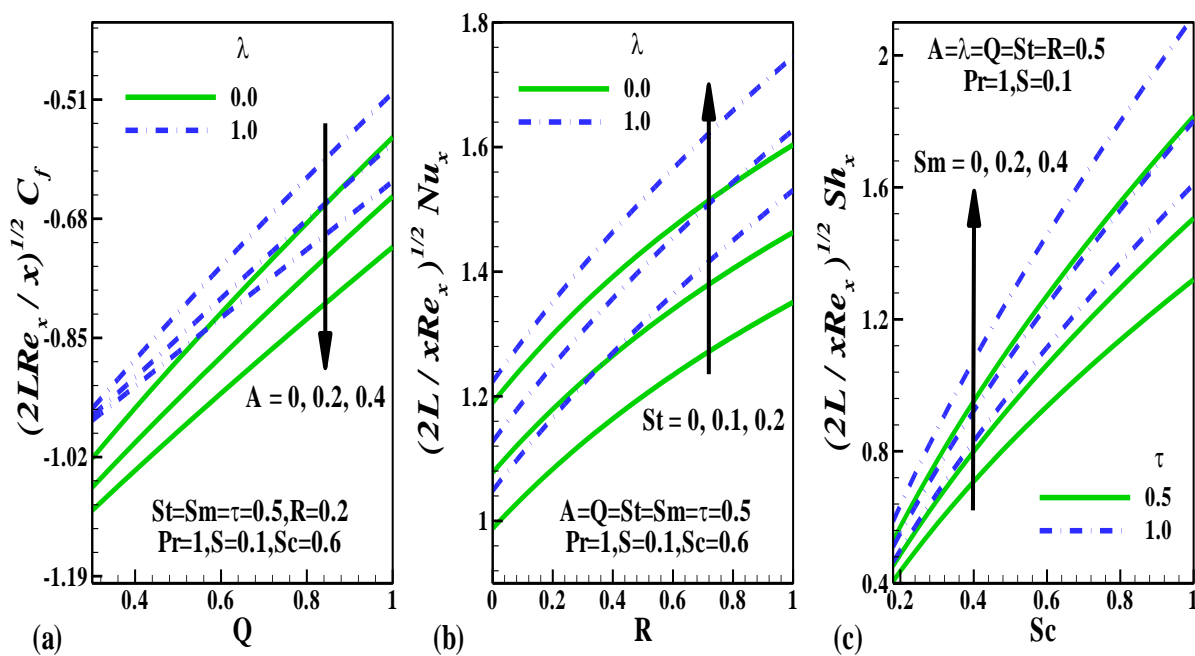 (2LRe_x / x)^{1/2} C_f
-0.51
-0.68
-0.85
-1.02
-1.19
λ
0.0
1.0
A = 0, 0.2, 0.4
St=Sm=τ=0.5,R=0.2
Pr=1,S=0.1,Sc=0.6
0.4 0.6 0.8 1
(a) Q
(2L / xRe_x )^{1/2} Nu_x
1.8
1.6
1.4
1.2
1
λ
0.0
1.0
St = 0, 0.1, 0.2
A=Q=St=Sm=τ=0.5
Pr=1,S=0.1,Sc=0.6
0 0.2 0.4 0.6 0.8 1
(b) R
(2L / xRe_x )^{1/2} Sh_x
2
1.6
1.2
0.8
0.4
A=λ=Q=St=R=0.5
Pr=1,S=0.1
Sm = 0, 0.2, 0.4
τ
0.5
1.0
0.2 0.4 0.6 0.8 1
(c) Sc